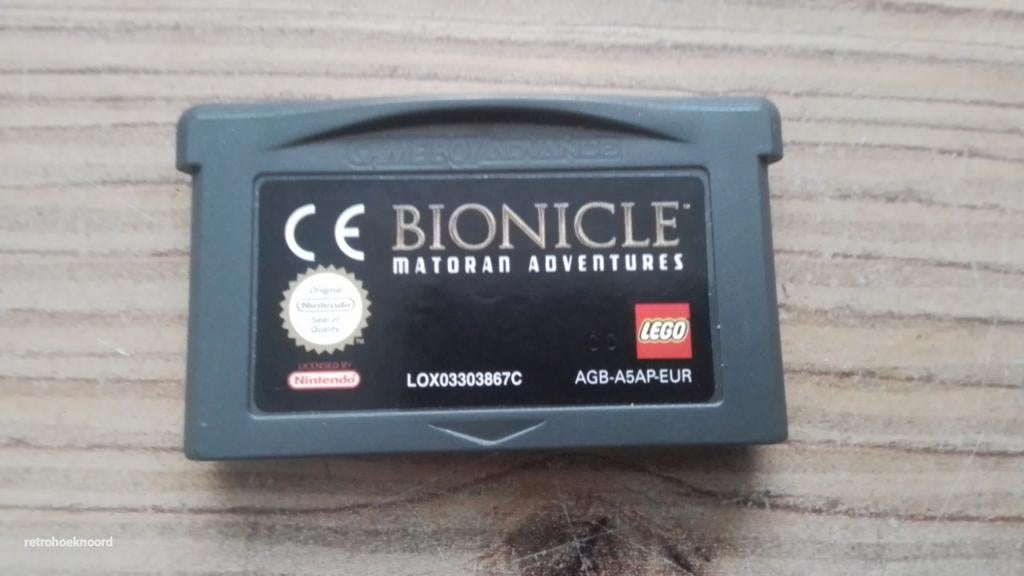 GAME BOY ADVANCE
CE
BIONICLE™
MATORAN ADVENTURES
Original
Nintendo
Seal of
Quality
TM
LEGO
LICENSED BY
Nintendo
LOX03303867C
AGB-A5AP-EUR
retrohoeknoord